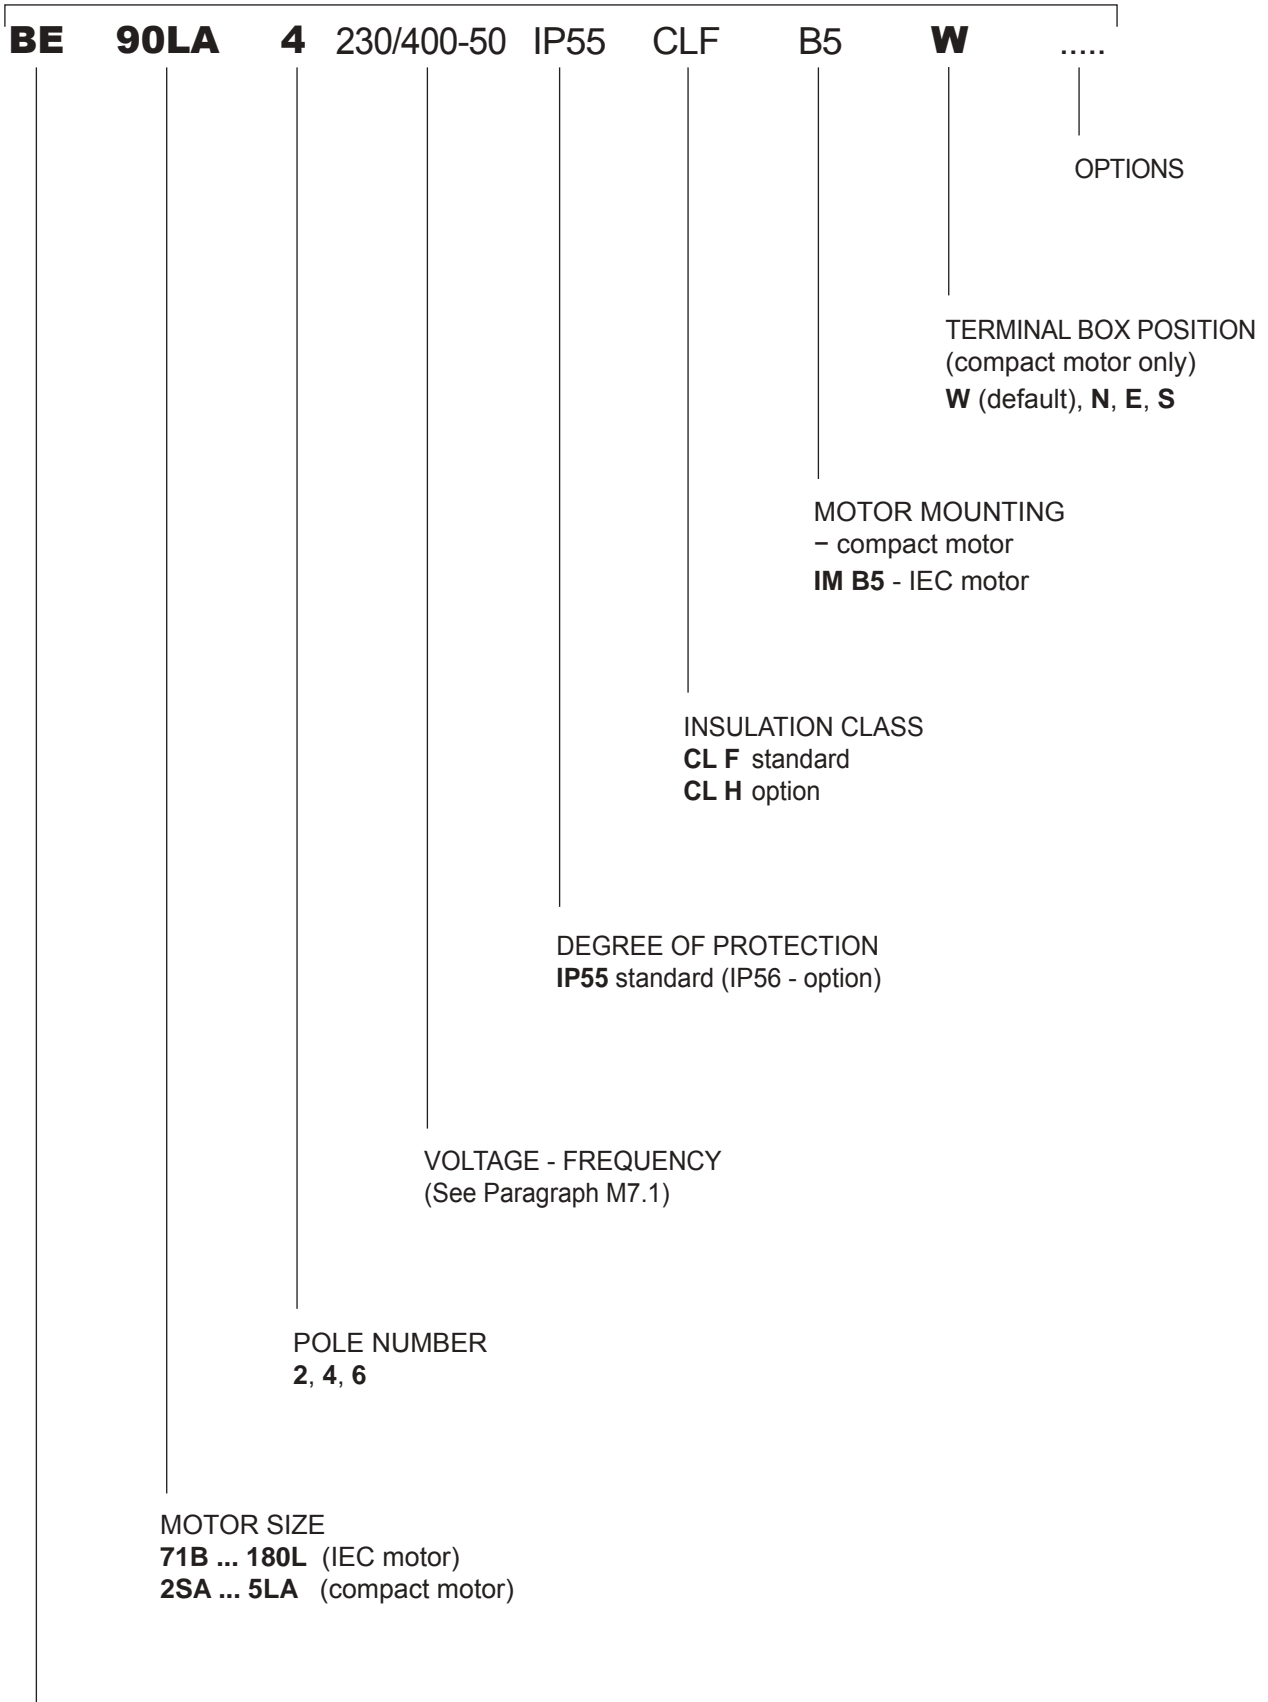 BE 90LA 4 230/400-50 IP55 CLF B5 W .....
OPTIONS
TERMINAL BOX POSITION
(compact motor only)
W (default), N, E, S
MOTOR MOUNTING
− compact motor
IM B5 - IEC motor
INSULATION CLASS
CL F standard
CL H option
DEGREE OF PROTECTION
IP55 standard (IP56 - option)
VOLTAGE - FREQUENCY
(See Paragraph M7.1)
POLE NUMBER
2, 4, 6
MOTOR SIZE
71B ... 180L (IEC motor)
2SA ... 5LA (compact motor)